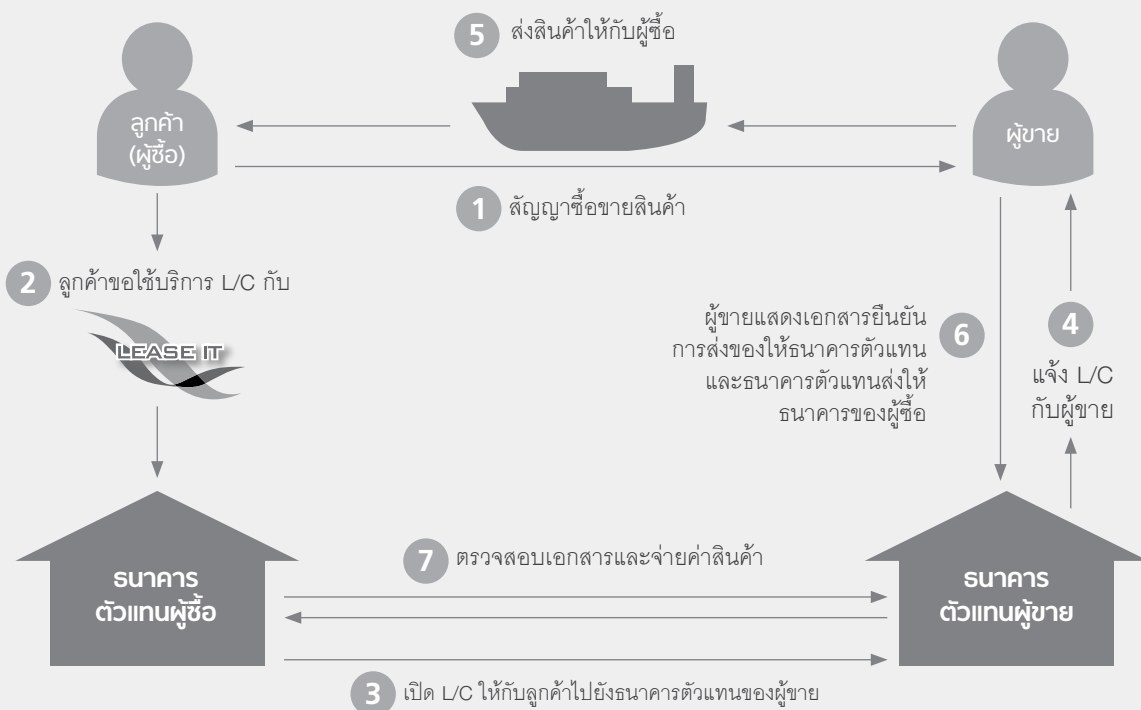 5 ส่งสินค้าให้กับผู้ซื้อ
ลูกค้า
(ผู้ซื้อ)
ผู้ขาย
1 สัญญาซื้อขายสินค้า
2 ลูกค้าขอใช้บริการ L/C กับ
LEASE IT
ผู้ขายแสดงเอกสารยืนยัน
การส่งของให้ธนาคารตัวแทน
และธนาคารตัวแทนส่งให้
ธนาคารของผู้ซื้อ
6
4
แจ้ง L/C
กับผู้ขาย
7 ตรวจสอบเอกสารและจ่ายค่าสินค้า
ธนาคาร
ตัวแทนผู้ซื้อ
ธนาคาร
ตัวแทนผู้ขาย
3 เปิด L/C ให้กับลูกค้าไปยังธนาคารตัวแทนของผู้ขาย